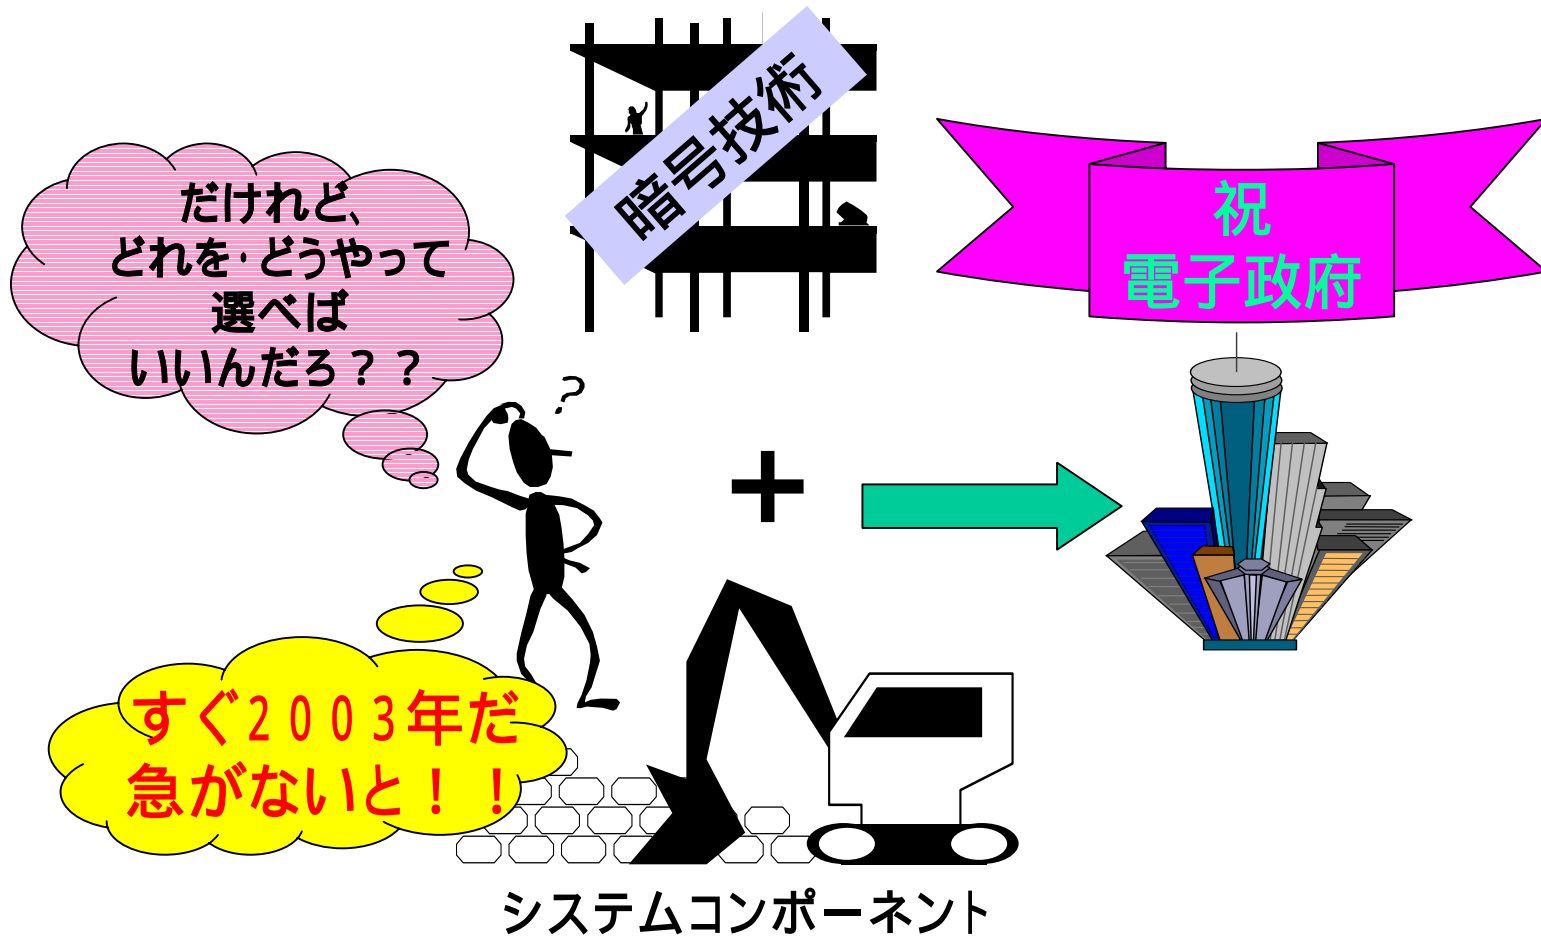 暗号技術
だけれど、
どれを・どうやって
選べば
いいんだろ？？
祝
電子政府
?
＋
すぐ２００３年だ
急がないと！！
システムコンポーネント